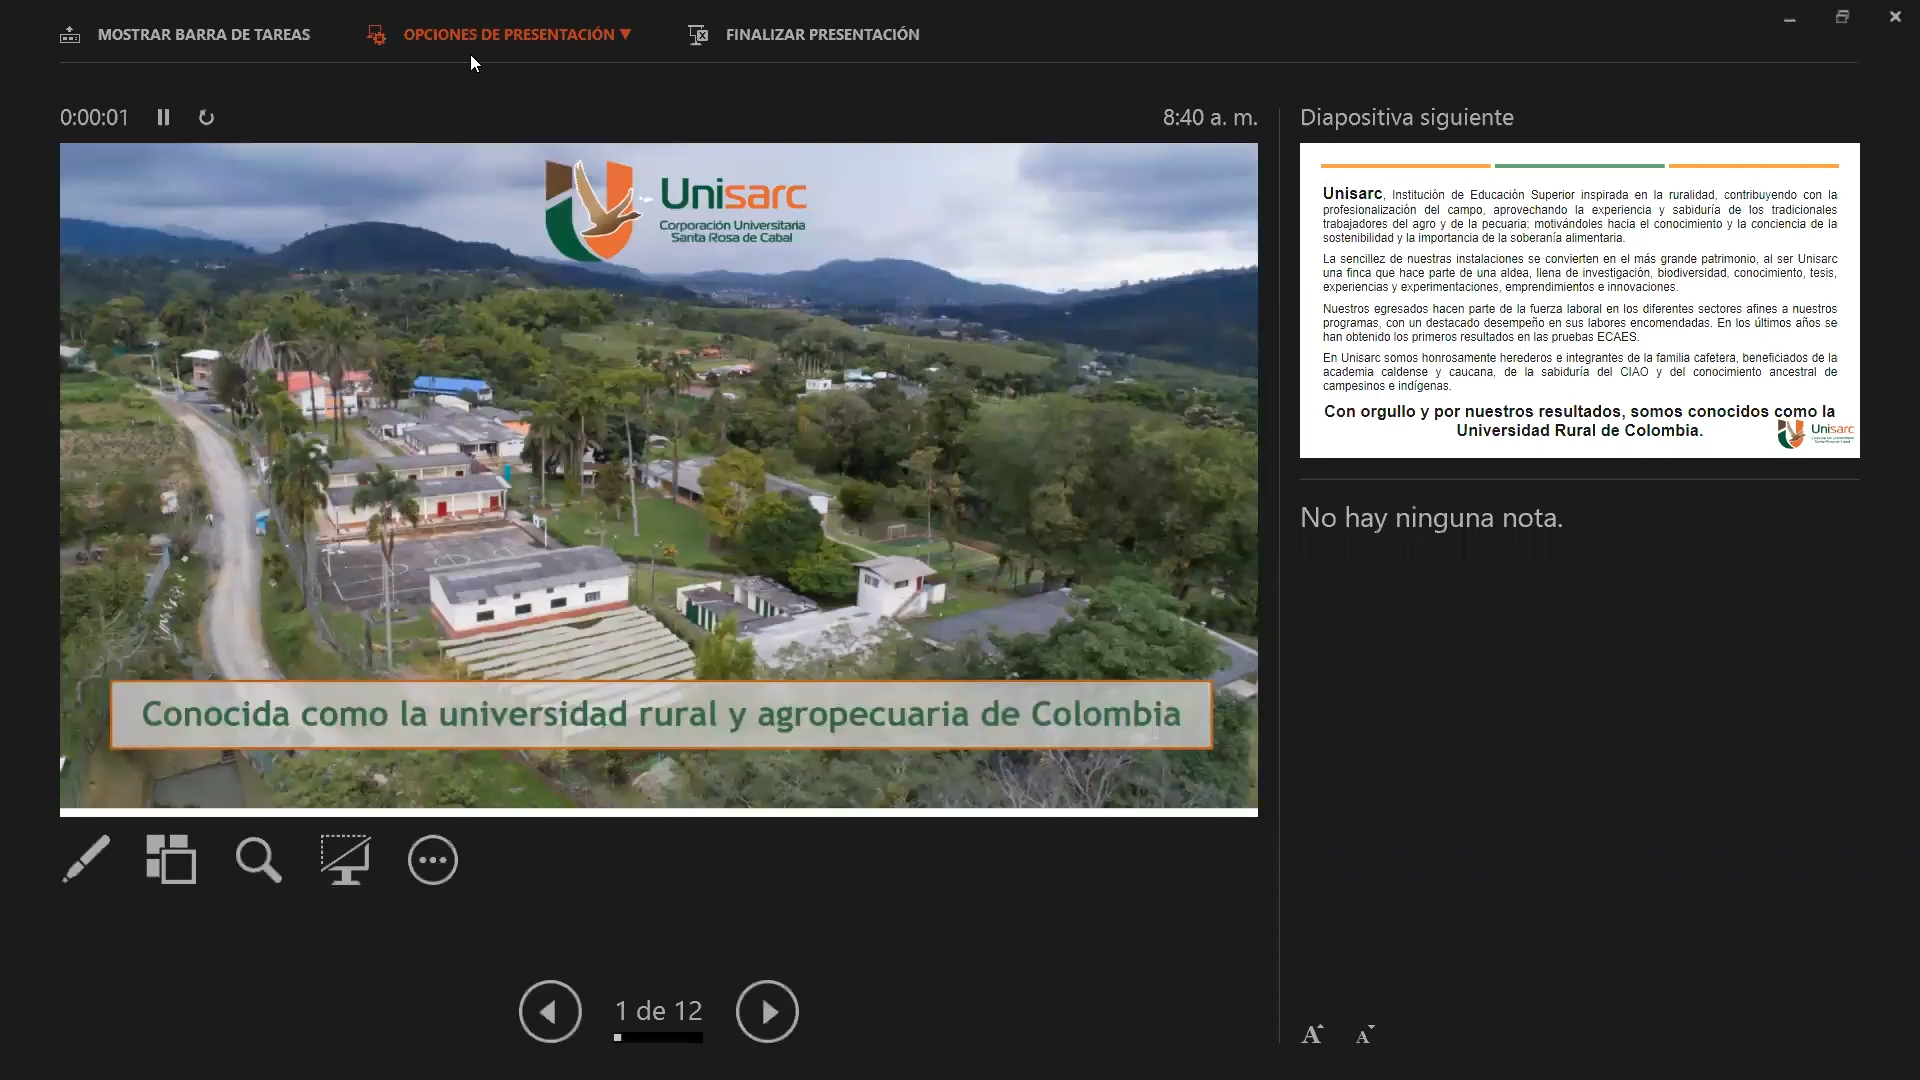 MOSTRAR BARRA DE TAREAS
OPCIONES DE PRESENTACIÓN ▼
FINALIZAR PRESENTACIÓN
0:00:01
8:40 a. m.
Unisarc
Corporación Universitaria
Santa Rosa de Cabal
Conocida como la universidad rural y agropecuaria de Colombia
1 de 12
Diapositiva siguiente
Unisarc, Institución de Educación Superior inspirada en la ruralidad, contribuyendo con la
profesionalización del campo, aprovechando la experiencia y sabiduría de los tradicionales
trabajadores del agro y de la pecuaria; motivándoles hacia el conocimiento y la conciencia de la
sostenibilidad y la importancia de la soberanía alimentaria.
La sencillez de nuestras instalaciones se convierten en el más grande patrimonio, al ser Unisarc
una finca que hace parte de una aldea, llena de investigación, biodiversidad, conocimiento, tesis,
experiencias y experimentaciones, emprendimientos e innovaciones.
Nuestros egresados hacen parte de la fuerza laboral en los diferentes sectores afines a nuestros
programas, con un destacado desempeño en sus labores encomendadas. En los últimos años se
han obtenido los primeros resultados en las pruebas ECAES.
En Unisarc somos honrosamente herederos e integrantes de la familia cafetera, beneficiados de la
academia caldense y caucana, de la sabiduría del CIAO y del conocimiento ancestral de
campesinos e indígenas.
Con orgullo y por nuestros resultados, somos conocidos como la
Universidad Rural de Colombia.
Unisarc
No hay ninguna nota.
A A